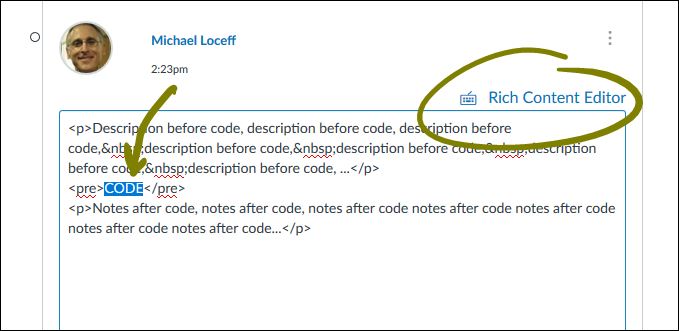 Michael Loceff
2:23pm
Rich Content Editor
<p>Description before code, description before code, description before
code,&nbsp;description before code,&nbsp;description before code,&nbsp;description
before code,&nbsp;description before code, ...</p>
<pre>CODE</pre>
<p>Notes after code, notes after code, notes after code notes after code notes after code
notes after code notes after code...</p>